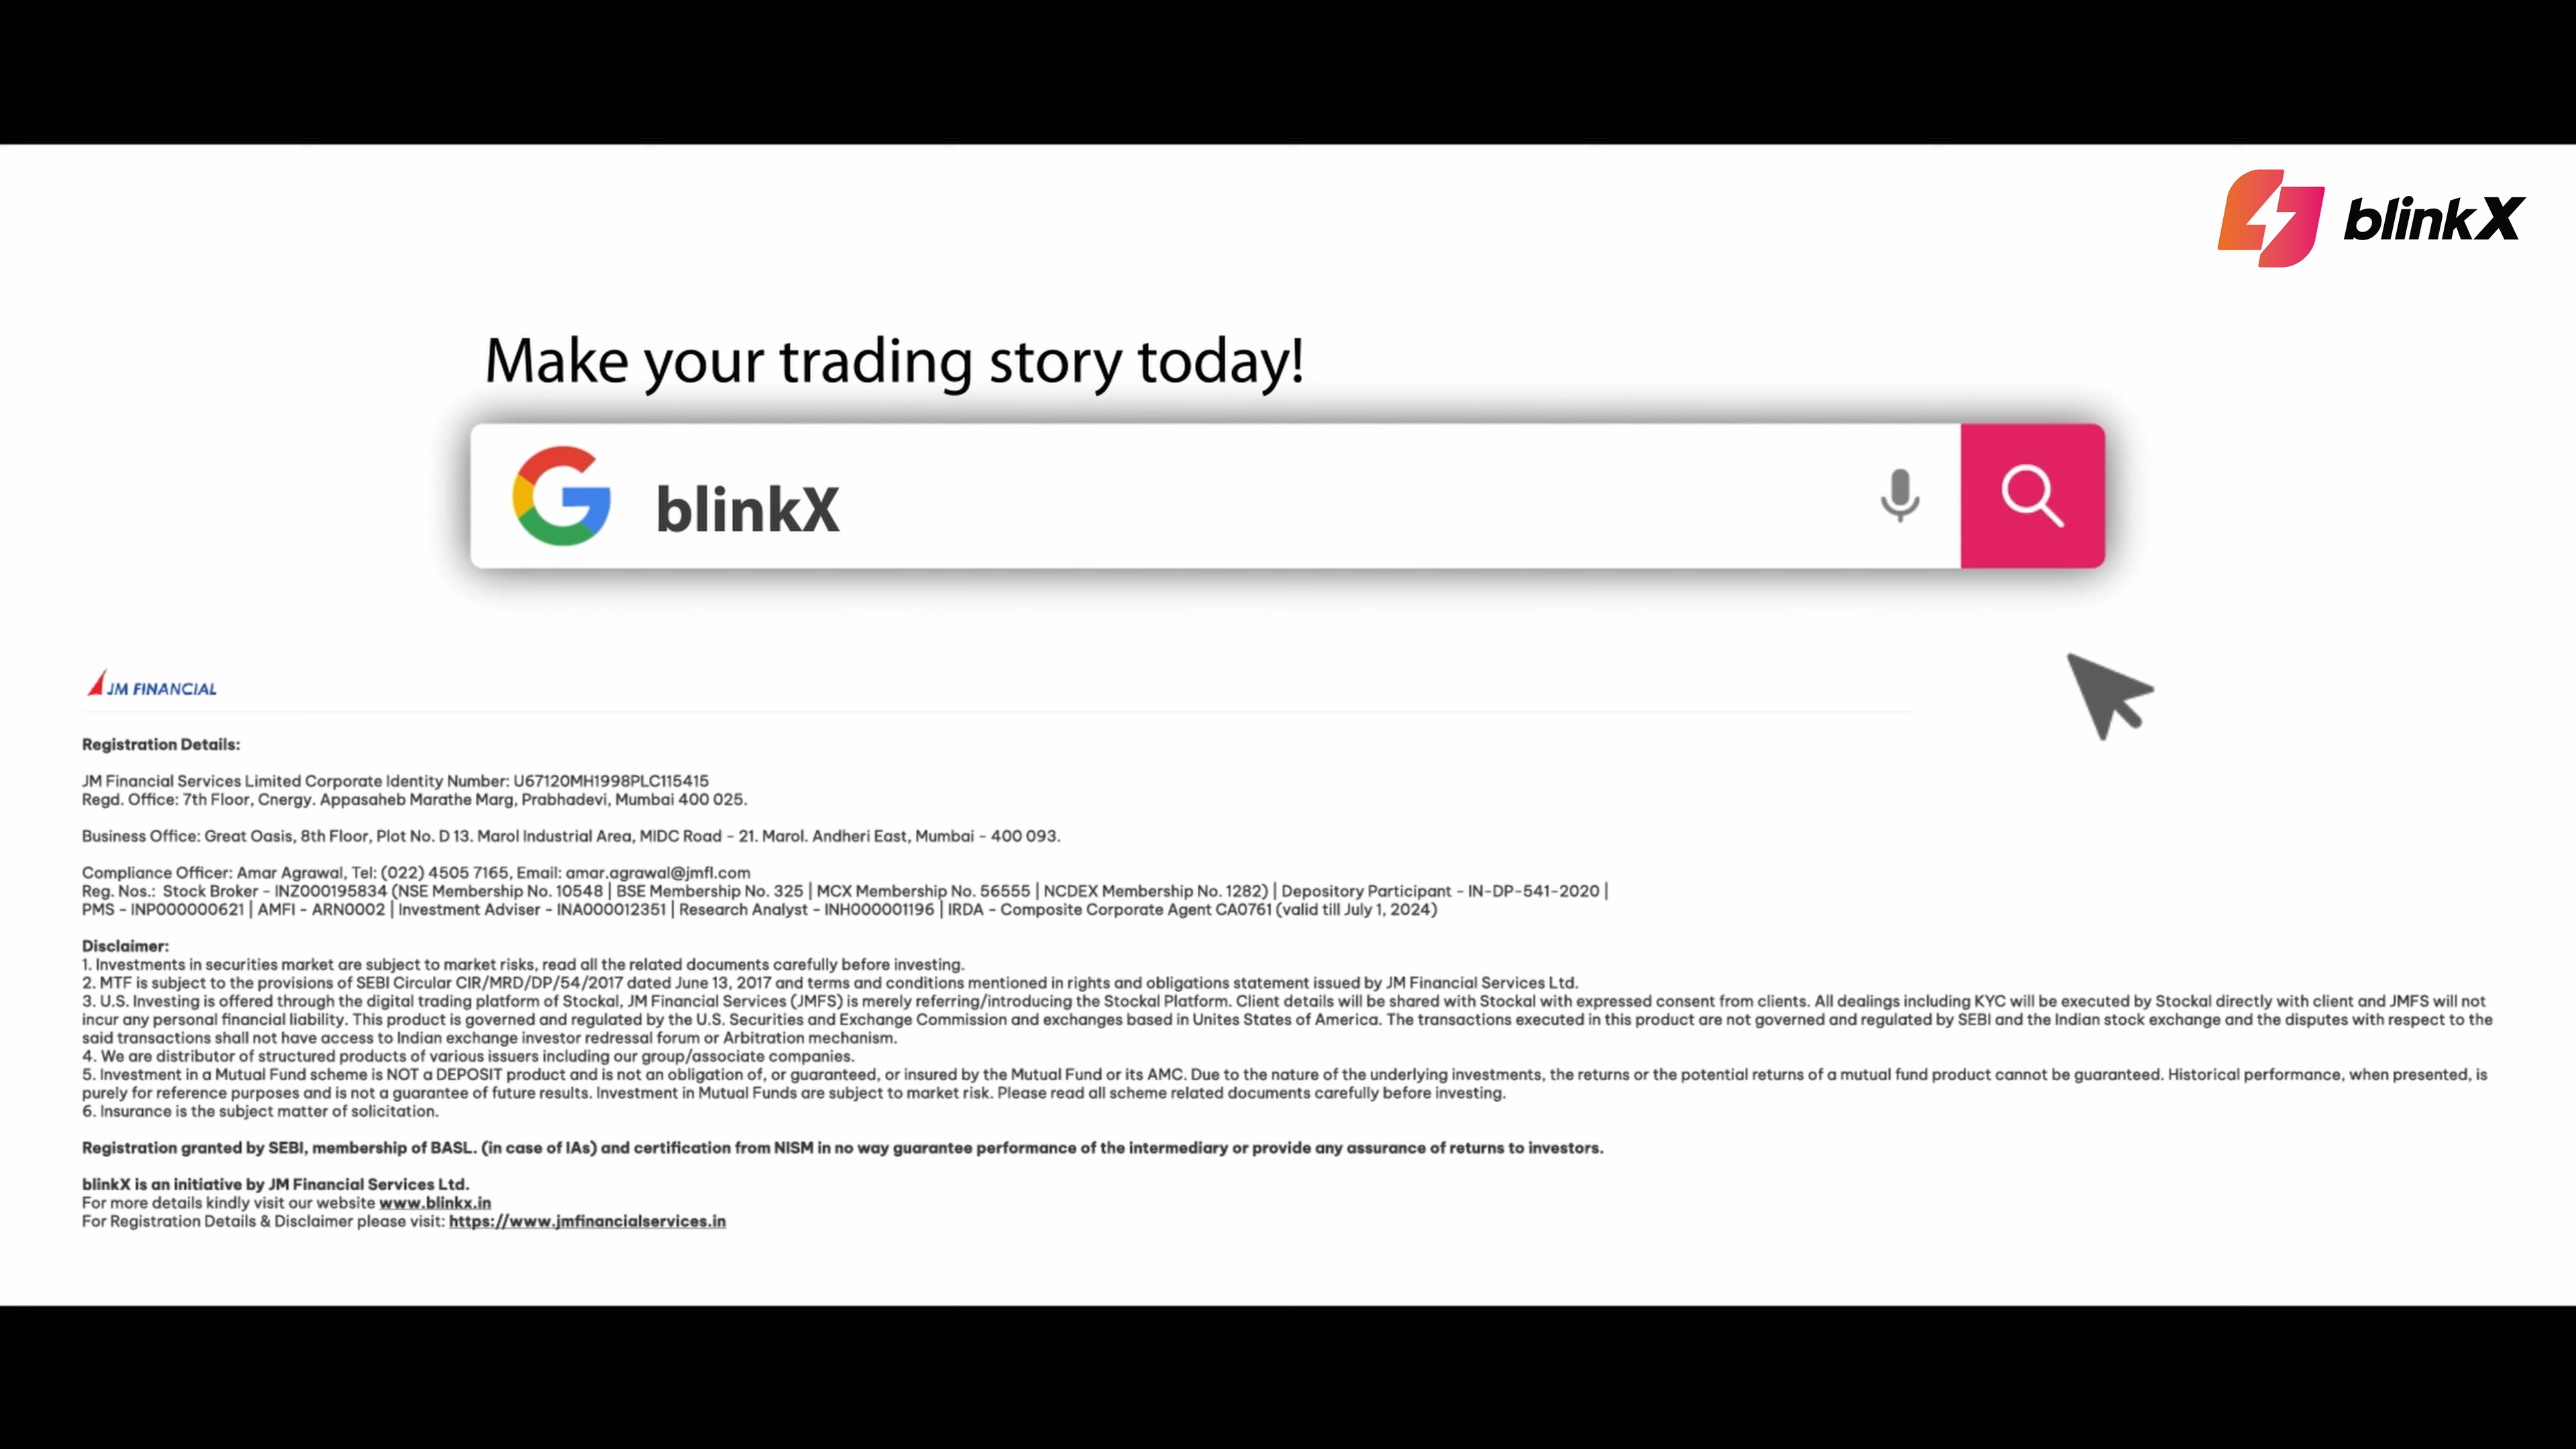 blinkX
Make your trading story today!
blinkX
JM FINANCIAL
Registration Details:
JM Financial Services Limited Corporate Identity Number: U67120MH1998PLC115415
Regd. Office: 7th Floor, Cnergy. Appasaheb Marathe Marg, Prabhadevi, Mumbai 400 025.
Business Office: Great Oasis, 8th Floor, Plot No. D 13. Marol Industrial Area, MIDC Road - 21. Marol. Andheri East, Mumbai - 400 093.
Compliance Officer: Amar Agrawal, Tel: (022) 4505 7165, Email: amar.agrawal@jmfl.com
Reg. Nos.: Stock Broker - INZ000195834 (NSE Membership No. 10548 | BSE Membership No. 325 | MCX Membership No. 56555 | NCDEX Membership No. 1282) | Depository Participant - IN-DP-541-2020 |
PMS - INP000000621 | AMFI - ARN0002 | Investment Adviser - INA000012351 | Research Analyst - INH000001196 | IRDA - Composite Corporate Agent CA0761 (valid till July 1, 2024)
Disclaimer:
1. Investments in securities market are subject to market risks, read all the related documents carefully before investing.
2. MTF is subject to the provisions of SEBI Circular CIR/MRD/DP/54/2017 dated June 13, 2017 and terms and conditions mentioned in rights and obligations statement issued by JM Financial Services Ltd.
3. U.S. Investing is offered through the digital trading platform of Stockal, JM Financial Services (JMFS) is merely referring/introducing the Stockal Platform. Client details will be shared with Stockal with expressed consent from clients. All dealings including KYC will be executed by Stockal directly with client and JMFS will not
incur any personal financial liability. This product is governed and regulated by the U.S. Securities and Exchange Commission and exchanges based in Unites States of America. The transactions executed in this product are not governed and regulated by SEBI and the Indian stock exchange and the disputes with respect to the
said transactions shall not have access to Indian exchange investor redressal forum or Arbitration mechanism.
4. We are distributor of structured products of various issuers including our group/associate companies.
5. Investment in a Mutual Fund scheme is NOT a DEPOSIT product and is not an obligation of, or guaranteed, or insured by the Mutual Fund or its AMC. Due to the nature of the underlying investments, the returns or the potential returns of a mutual fund product cannot be guaranteed. Historical performance, when presented, is
purely for reference purposes and is not a guarantee of future results. Investment in Mutual Funds are subject to market risk. Please read all scheme related documents carefully before investing.
6. Insurance is the subject matter of solicitation.
Registration granted by SEBI, membership of BASL. (in case of IAs) and certification from NISM in no way guarantee performance of the intermediary or provide any assurance of returns to investors.
blinkX is an initiative by JM Financial Services Ltd.
For more details kindly visit our website www.blinkx.in
For Registration Details & Disclaimer please visit: https://www.jmfinancialservices.in